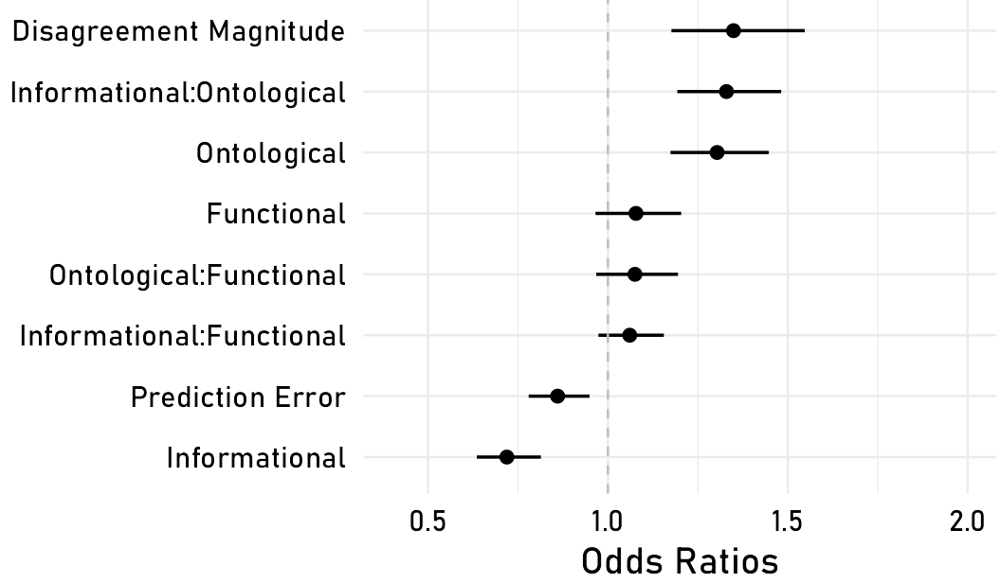 Disagreement Magnitude
Informational:Ontological
Ontological
Functional
Ontological:Functional
Informational:Functional
Prediction Error
Informational
0.5 1.0 1.5 2.0
Odds Ratios